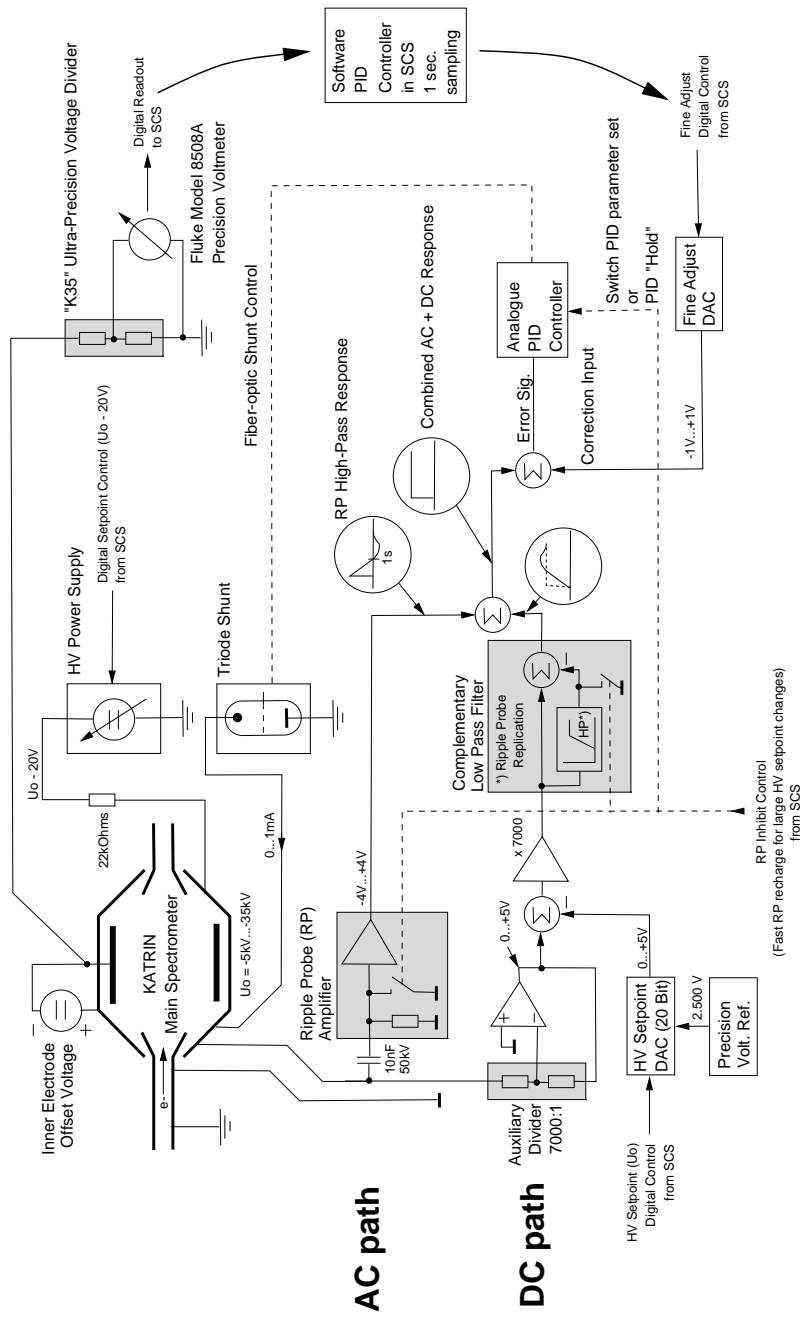 Inner Electrode
Offset Voltage
−
+
KATRIN
Main Spectrometer
e-
Uo = -5kV...-35kV
22kOhms
Uo - 20V
HV Power Supply
Digital Setpoint Control (Uo - 20V)
from SCS
"K35" Ultra-Precision Voltage Divider
Digital Readout
to SCS
Fluke Model 8508A
Precision Voltmeter
Triode Shunt
0...1mA
Fiber-optic Shunt Control
Software
PID
Controller
in SCS
1 sec.
sampling
AC path
10nF
50kV
Ripple Probe (RP)
Amplifier
-4V...+4V
RP High-Pass Response
1s
Combined AC + DC Response
Σ
DC path
Auxiliary
Divider
7000:1
+
−
0...+5V
Σ
−
x 7000
Complementary
Low Pass Filter
*) Ripple Probe
Replication
HP*)
Σ
−
Σ
Error Sig.
Correction Input
Analogue
PID
Controller
Switch PID parameter set
or
PID "Hold"
Fine Adjust
Digital Control
from SCS
Fine Adjust
DAC
-1V...+1V
HV Setpoint (Uo)
Digital Control
from SCS
HV Setpoint
DAC (20 Bit)
0...+5V
2.500 V
Precision
Volt. Ref.
RP Inhibit Control
(Fast RP recharge for large HV setpoint changes)
from SCS